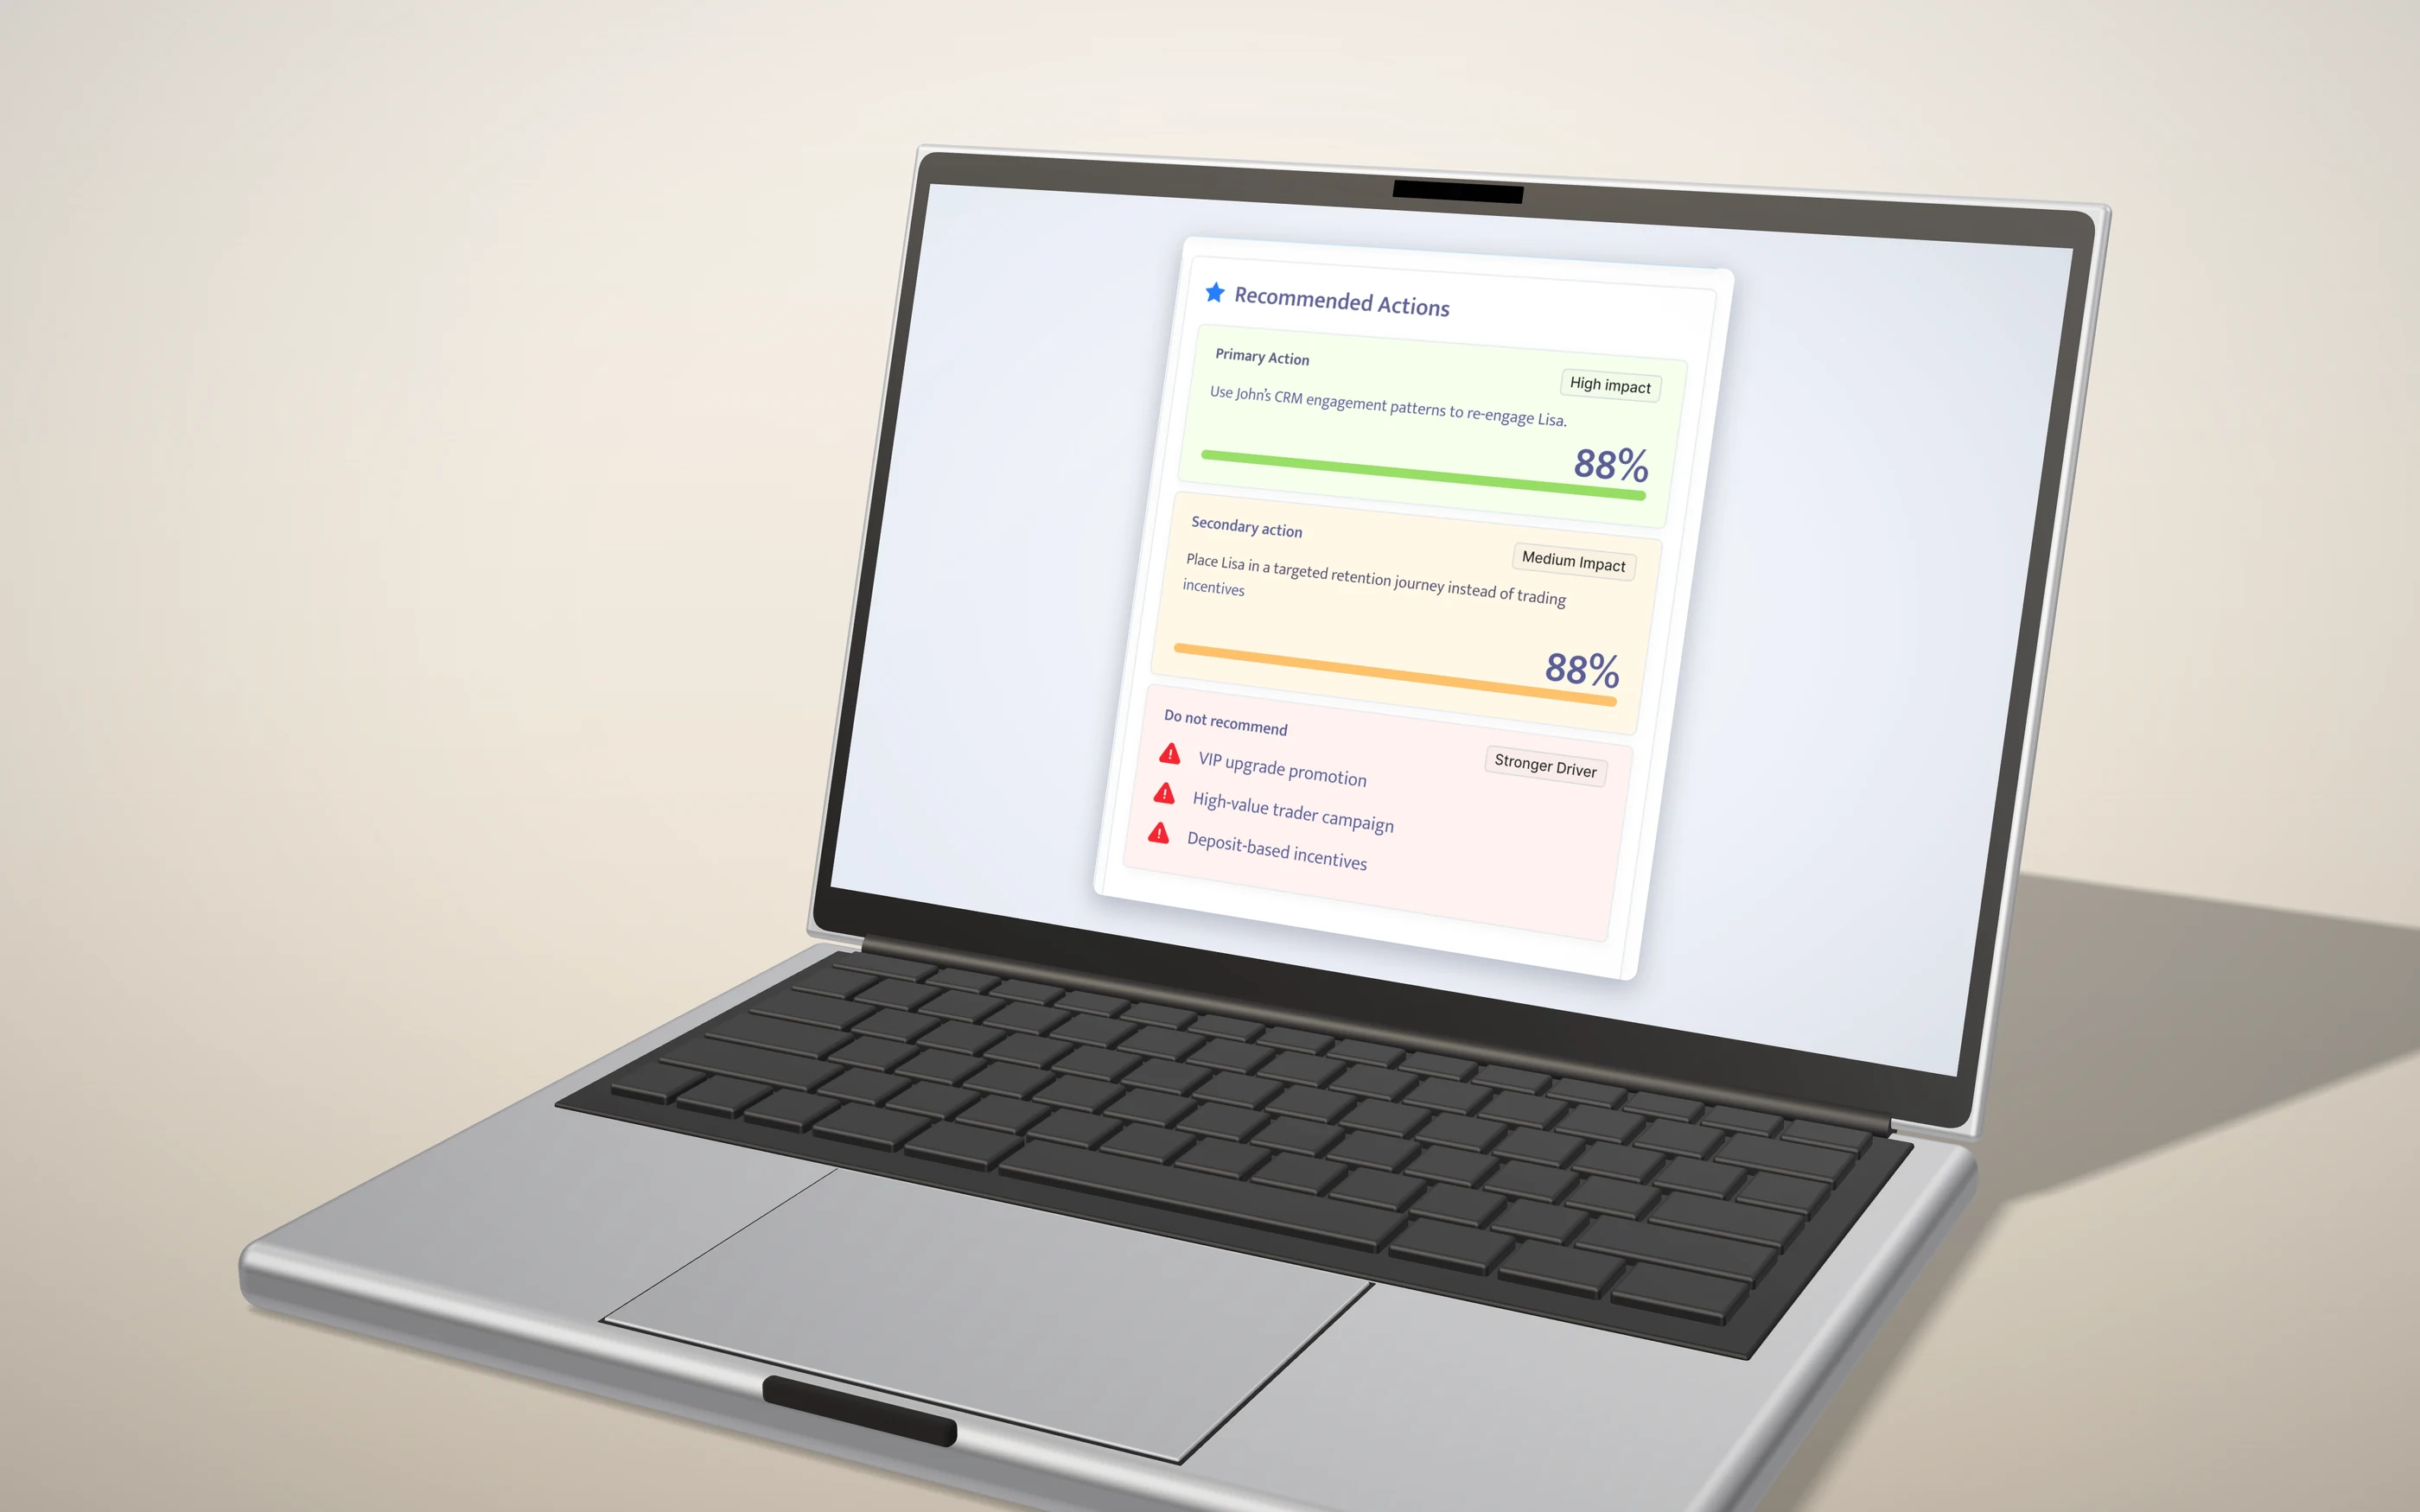 Recommended Actions
Primary Action
High impact
Use John's CRM engagement patterns to re-engage Lisa.
88%
Secondary action
Medium Impact
Place Lisa in a targeted retention journey instead of trading
incentives
88%
Do not recommend
Stronger Driver
VIP upgrade promotion
High-value trader campaign
Deposit-based incentives